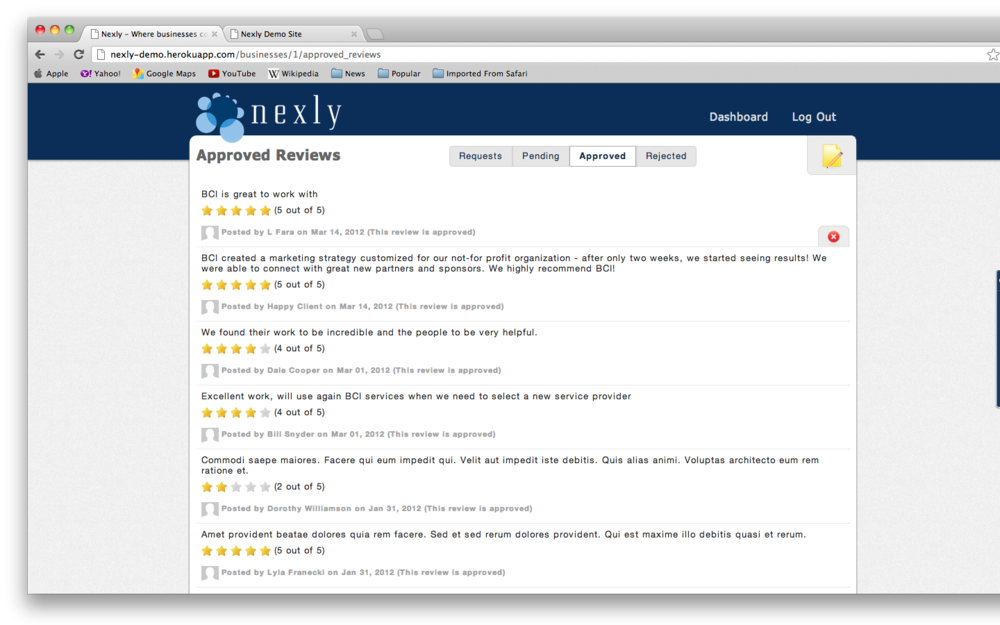 Nexly – Where businesses co
Nexly Demo Site
nexly-demo.herokuapp.com/businesses/1/approved_reviews
Apple
Yahoo!
Google Maps
YouTube
Wikipedia
News
Popular
Imported From Safari
nexly
Dashboard
Log Out
Approved Reviews
Requests
Pending
Approved
Rejected
BCI is great to work with
(5 out of 5)
Posted by L Fara on Mar 14, 2012 (This review is approved)
BCI created a marketing strategy customized for our not-for profit organization - after only two weeks, we started seeing results! We
were able to connect with great new partners and sponsors. We highly recommend BCI!
(5 out of 5)
Posted by Happy Client on Mar 14, 2012 (This review is approved)
We found their work to be incredible and the people to be very helpful.
(4 out of 5)
Posted by Dale Cooper on Mar 01, 2012 (This review is approved)
Excellent work, will use again BCI services when we need to select a new service provider
(4 out of 5)
Posted by Bill Snyder on Mar 01, 2012 (This review is approved)
Commodi saepe maiores. Facere qui eum impedit qui. Velit aut impedit iste debitis. Quis alias animi. Voluptas architecto eum rem
ratione et.
(2 out of 5)
Posted by Dorothy Williamson on Jan 31, 2012 (This review is approved)
Amet provident beatae dolores quia rem facere. Sed et sed rerum dolores provident. Qui est maxime illo debitis quasi et rerum.
(5 out of 5)
Posted by Lyla Franecki on Jan 31, 2012 (This review is approved)